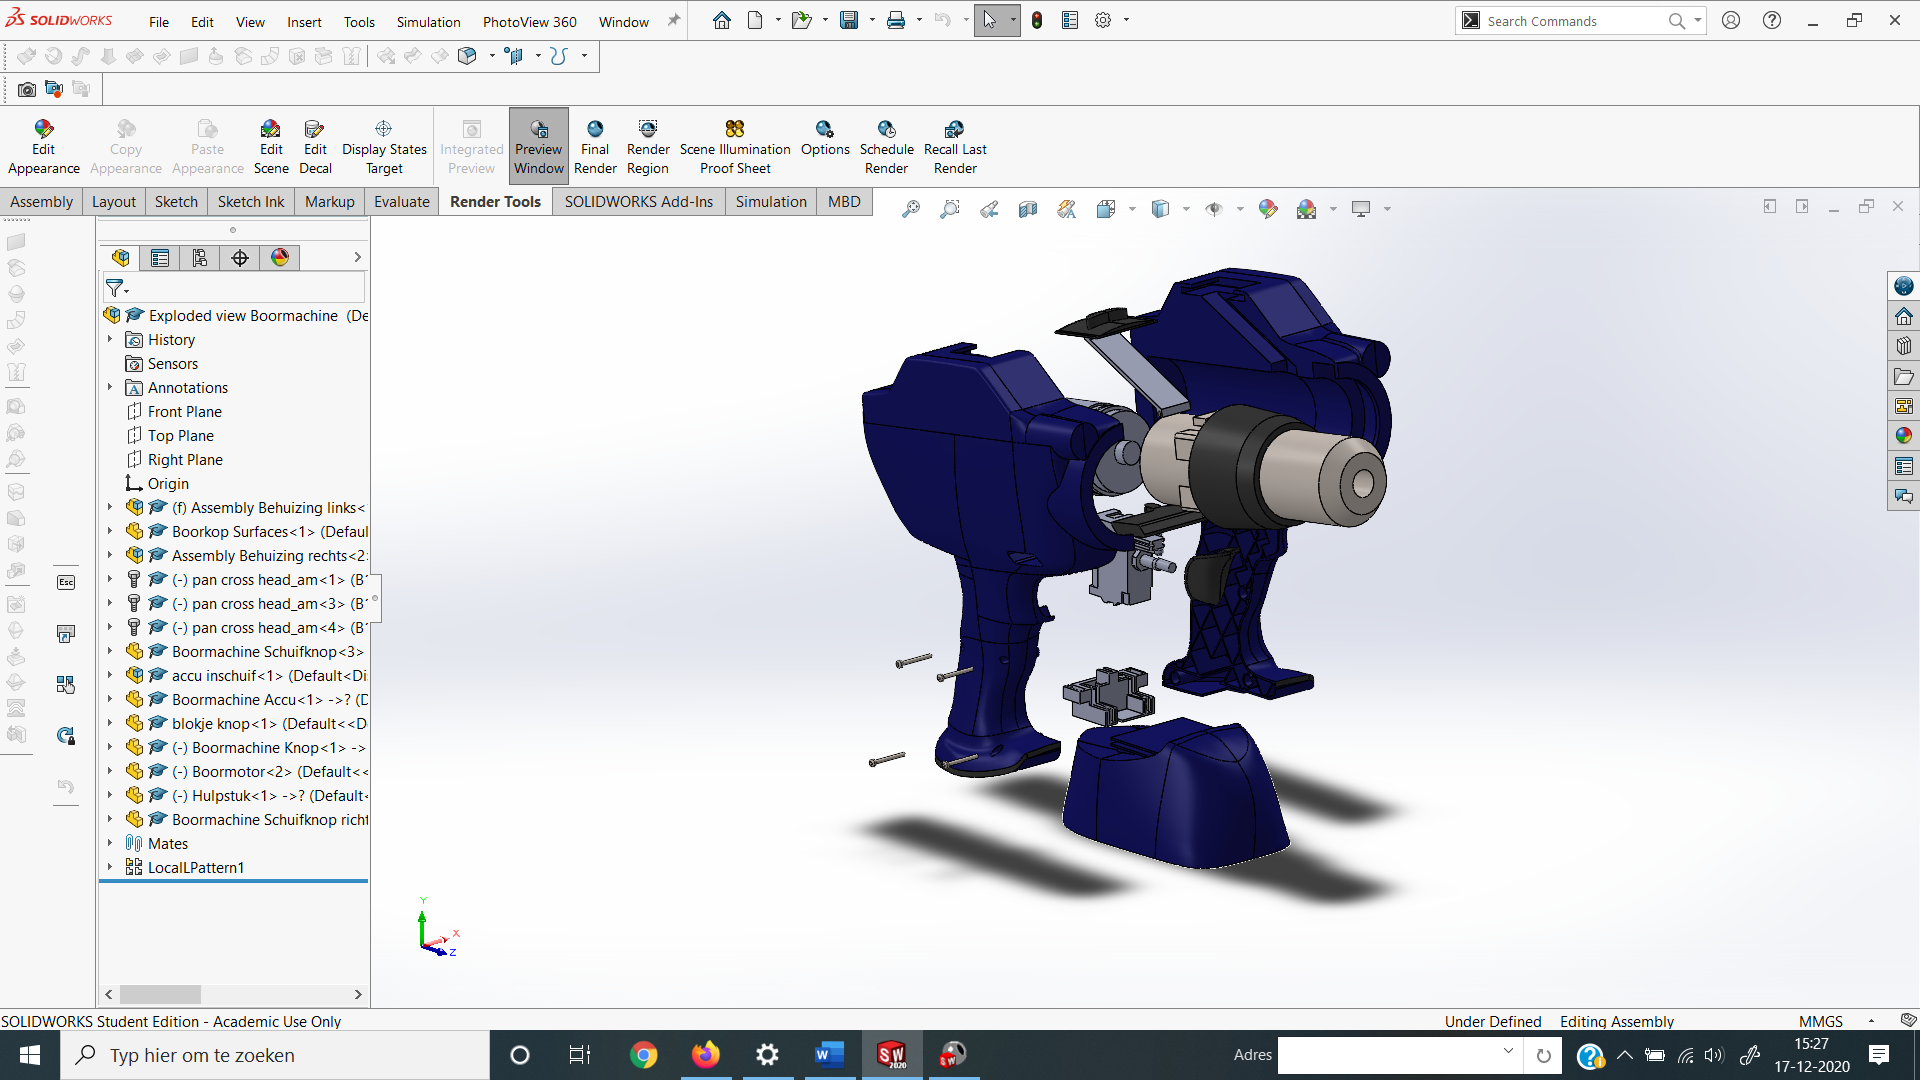 SOLIDWORKS File Edit View Insert Tools Simulation PhotoView 360 Window Search Commands
Edit Appearance
Copy Appearance
Paste Appearance
Edit Scene
Edit Decal
Display States Target
Integrated Preview
Preview Window
Final Render
Render Region
Scene Illumination Proof Sheet
Options
Schedule Render
Recall Last Render
Assembly Layout Sketch Sketch Ink Markup Evaluate Render Tools SOLIDWORKS Add-Ins Simulation MBD
Exploded view Boormachine (De
History
Sensors
Annotations
Front Plane
Top Plane
Right Plane
Origin
(f) Assembly Behuizing links<
Boorkop Surfaces<1> (Defaul
Assembly Behuizing rechts<2
(-) pan cross head_am<1> (B
(-) pan cross head_am<3> (B
(-) pan cross head_am<4> (B
Boormachine Schuifknop<3>
accu inschuif<1> (Default<Di
Boormachine Accu<1> ->? (D
blokje knop<1> (Default<<D
(-) Boormachine Knop<1> ->
(-) Boormotor<2> (Default<<
(-) Hulpstuk<1> ->? (Default<
Boormachine Schuifknop richt
Mates
LocalLPattern1
Esc
Y
X
Z
SOLIDWORKS Student Edition - Academic Use Only
Under Defined Editing Assembly MMGS
Typ hier om te zoeken
SW 2020
Adres
15:27
17-12-2020